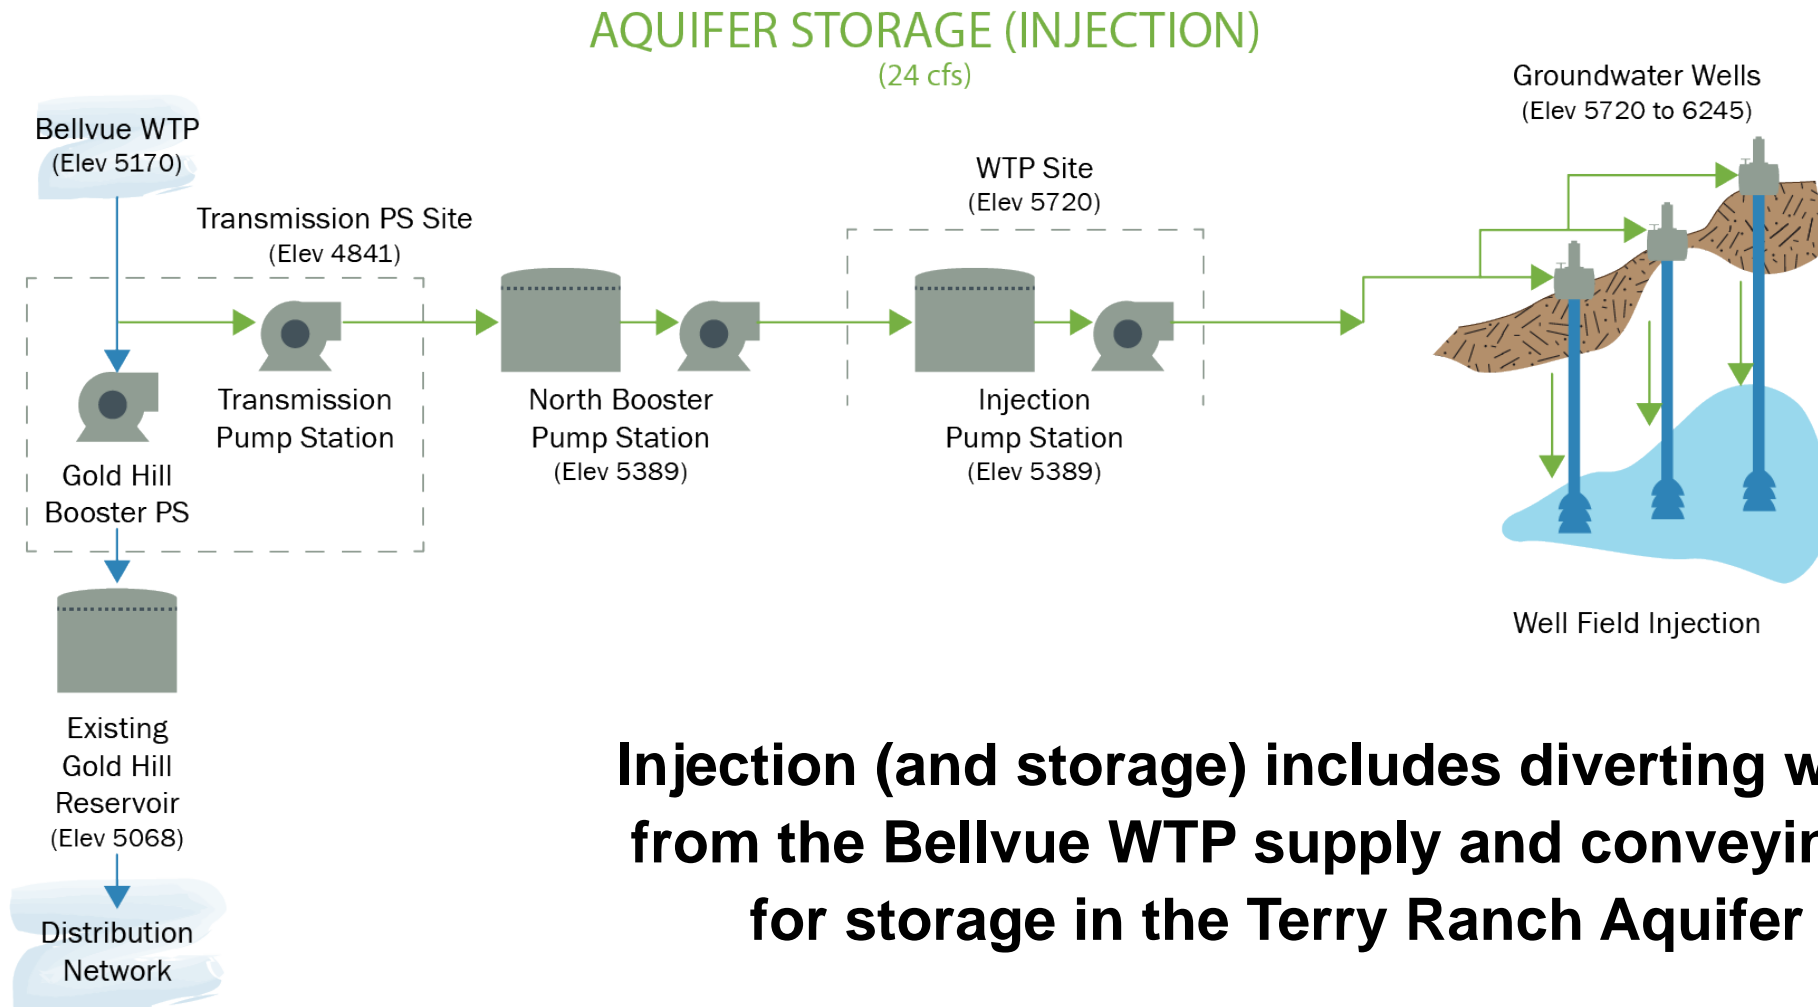 AQUIFER STORAGE (INJECTION)
(24 cfs)
Groundwater Wells
(Elev 5720 to 6245)
Bellvue WTP
(Elev 5170)
WTP Site
(Elev 5720)
Transmission PS Site
(Elev 4841)
Transmission
Pump Station
North Booster
Pump Station
(Elev 5389)
Injection
Pump Station
(Elev 5389)
Gold Hill
Booster PS
Well Field Injection
Existing
Gold Hill
Reservoir
(Elev 5068)
Distribution
Network
Injection (and storage) includes diverting
from the Bellvue WTP supply and
for storage in the Terry Ranch Aquifer